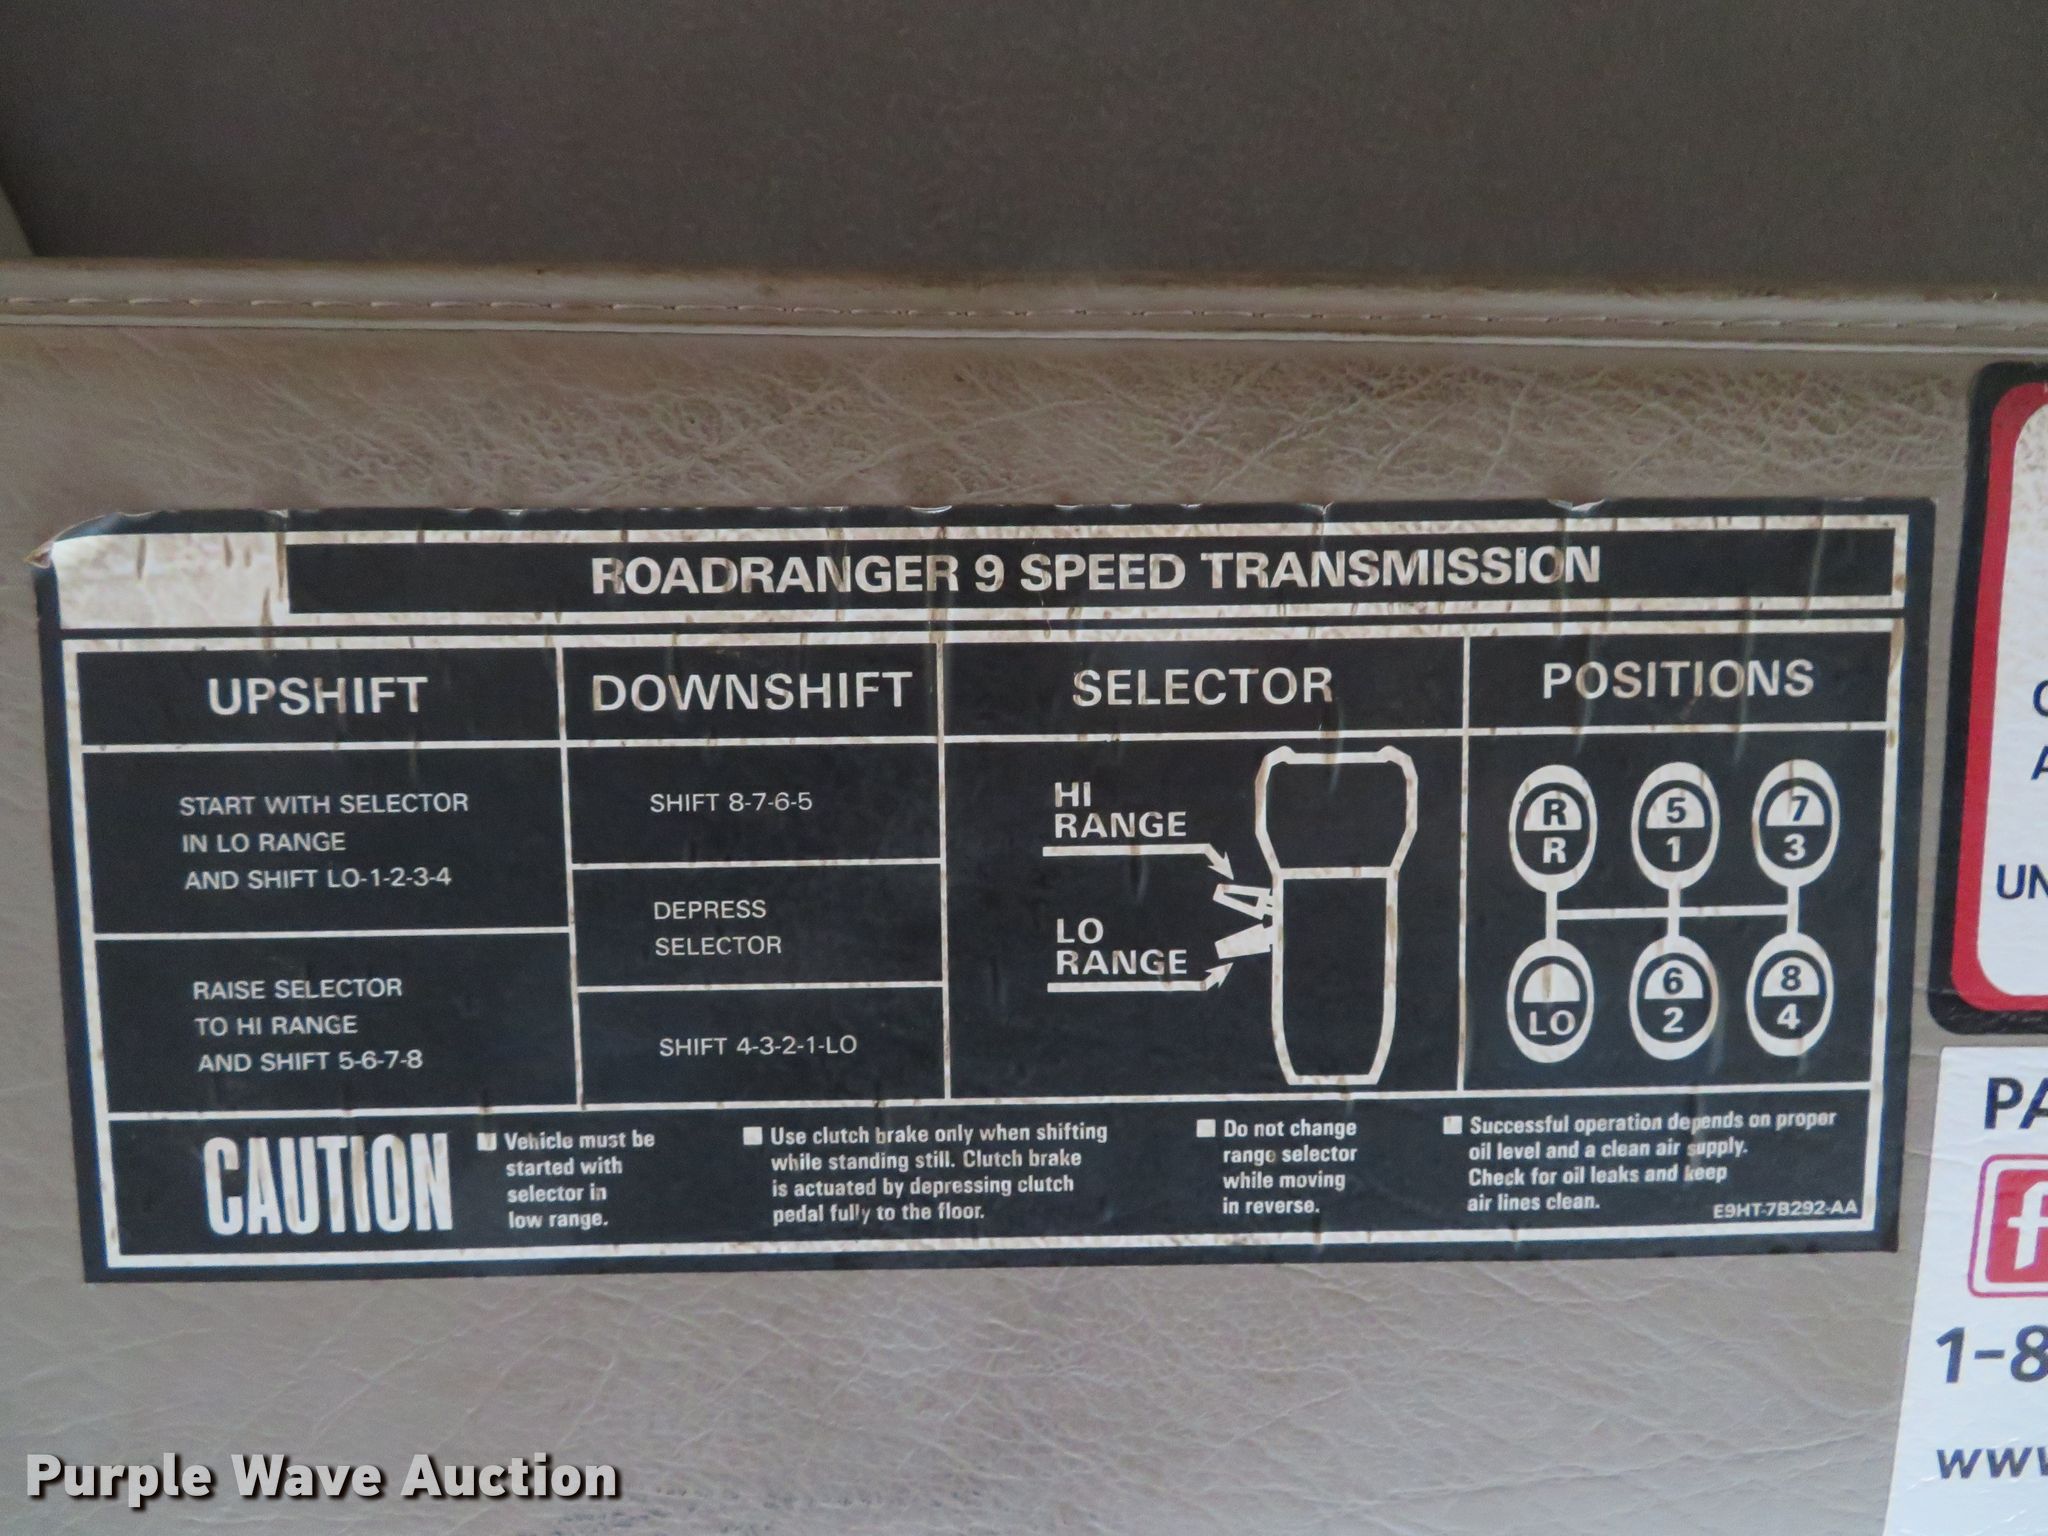 ROADRANGER 9 SPEED TRANSMISSION
UPSHIFT
START WITH SELECTOR
IN LO RANGE
AND SHIFT LO-1-2-3-4
RAISE SELECTOR
TO HI RANGE
AND SHIFT 5-6-7-8
DOWNSHIFT
SHIFT 8-7-6-5
DEPRESS
SELECTOR
SHIFT 4-3-2-1-LO
SELECTOR
HI
RANGE
LO
RANGE
POSITIONS
R 5 7
R 1 3
6 8
LO 2 4
CAUTION
Vehicle must be
started with
selector in
low range.
Use clutch brake only when shifting
while standing still. Clutch brake
is actuated by depressing clutch
pedal fully to the floor.
Do not change
range selector
while moving
in reverse.
Successful operation depends on proper
oil level and a clean air supply.
Check for oil leaks and keep
air lines clean.
E9HT-7B292-AA
UN
PA
f
1-8
www
Purple Wave Auction